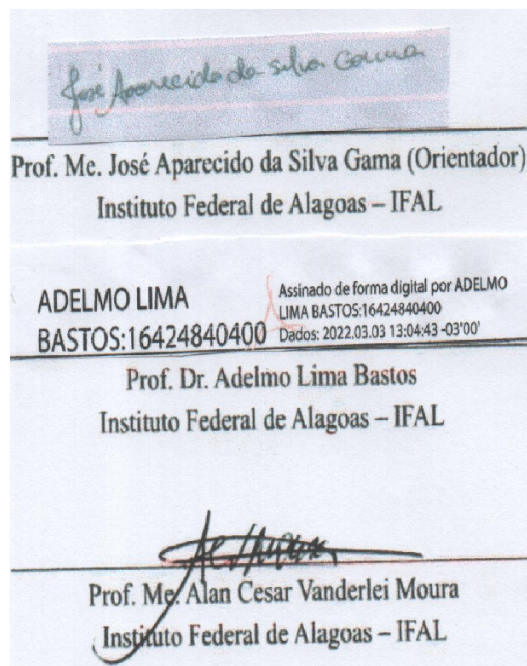 José Aparecido da Silva Gama
Prof. Me. José Aparecido da Silva Gama (Orientador)
Instituto Federal de Alagoas – IFAL
ADELMO LIMA
BASTOS:16424840400
Assinado de forma digital por ADELMO
LIMA BASTOS:16424840400
Dados: 2022.03.03 13:04:43 -03'00'
Prof. Dr. Adelmo Lima Bastos
Instituto Federal de Alagoas – IFAL
Prof. Me. Alan Cesar Vanderlei Moura
Instituto Federal de Alagoas – IFAL